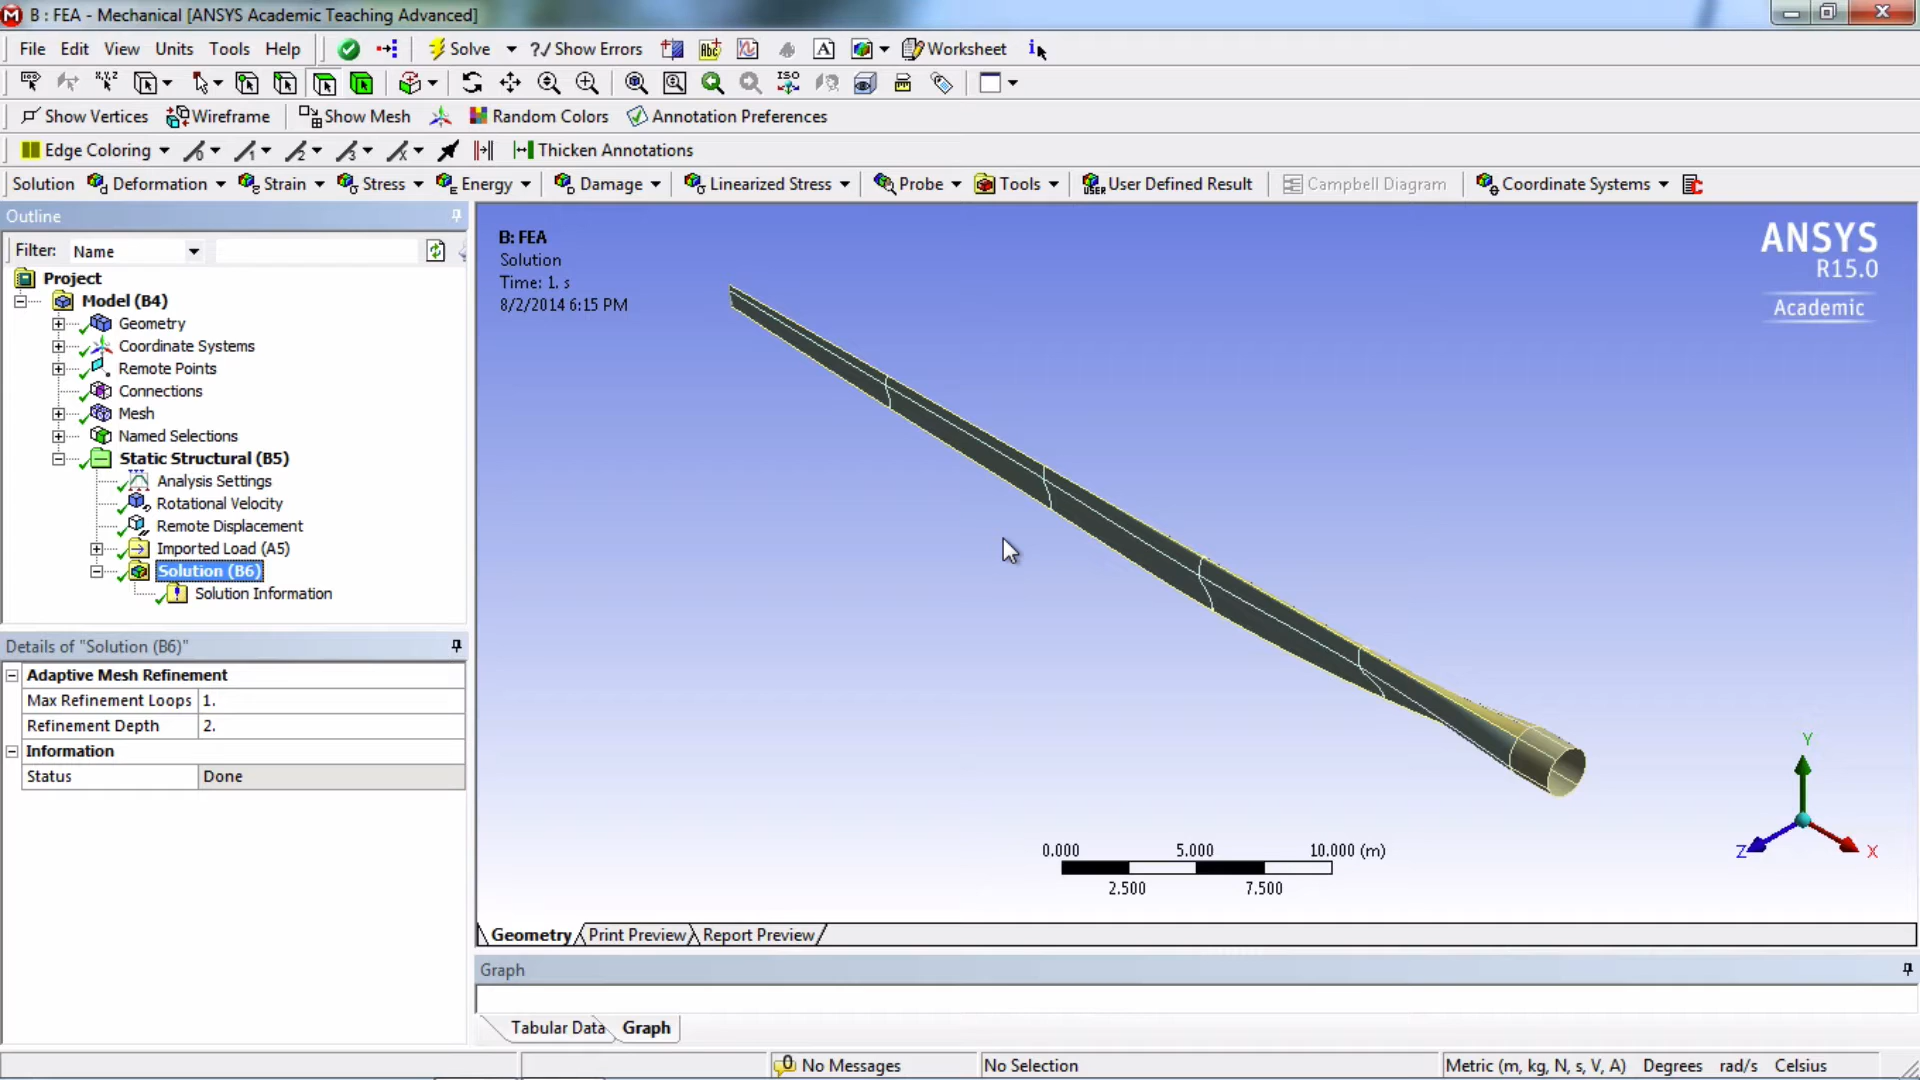 B : FEA - Mechanical [ANSYS Academic Teaching Advanced]
File Edit View Units Tools Help Solve ?/ Show Errors Worksheet
Show Vertices Wireframe Show Mesh Random Colors Annotation Preferences
Edge Coloring Thicken Annotations
Solution Deformation Strain Stress Energy Damage Linearized Stress Probe Tools User Defined Result Campbell Diagram Coordinate Systems
Outline
Filter: Name
Project
Model (B4)
Geometry
Coordinate Systems
Remote Points
Connections
Mesh
Named Selections
Static Structural (B5)
Analysis Settings
Rotational Velocity
Remote Displacement
Imported Load (A5)
Solution (B6)
Solution Information
Details of "Solution (B6)"
Adaptive Mesh Refinement
Max Refinement Loops 1.
Refinement Depth 2.
Information
Status Done
B: FEA
Solution
Time: 1. s
8/2/2014 6:15 PM
ANSYS
R15.0
Academic
0.000 5.000 10.000 (m)
2.500 7.500
Y
Z X
Geometry Print Preview Report Preview
Graph
Tabular Data Graph
No Messages No Selection Metric (m, kg, N, s, V, A) Degrees rad/s Celsius